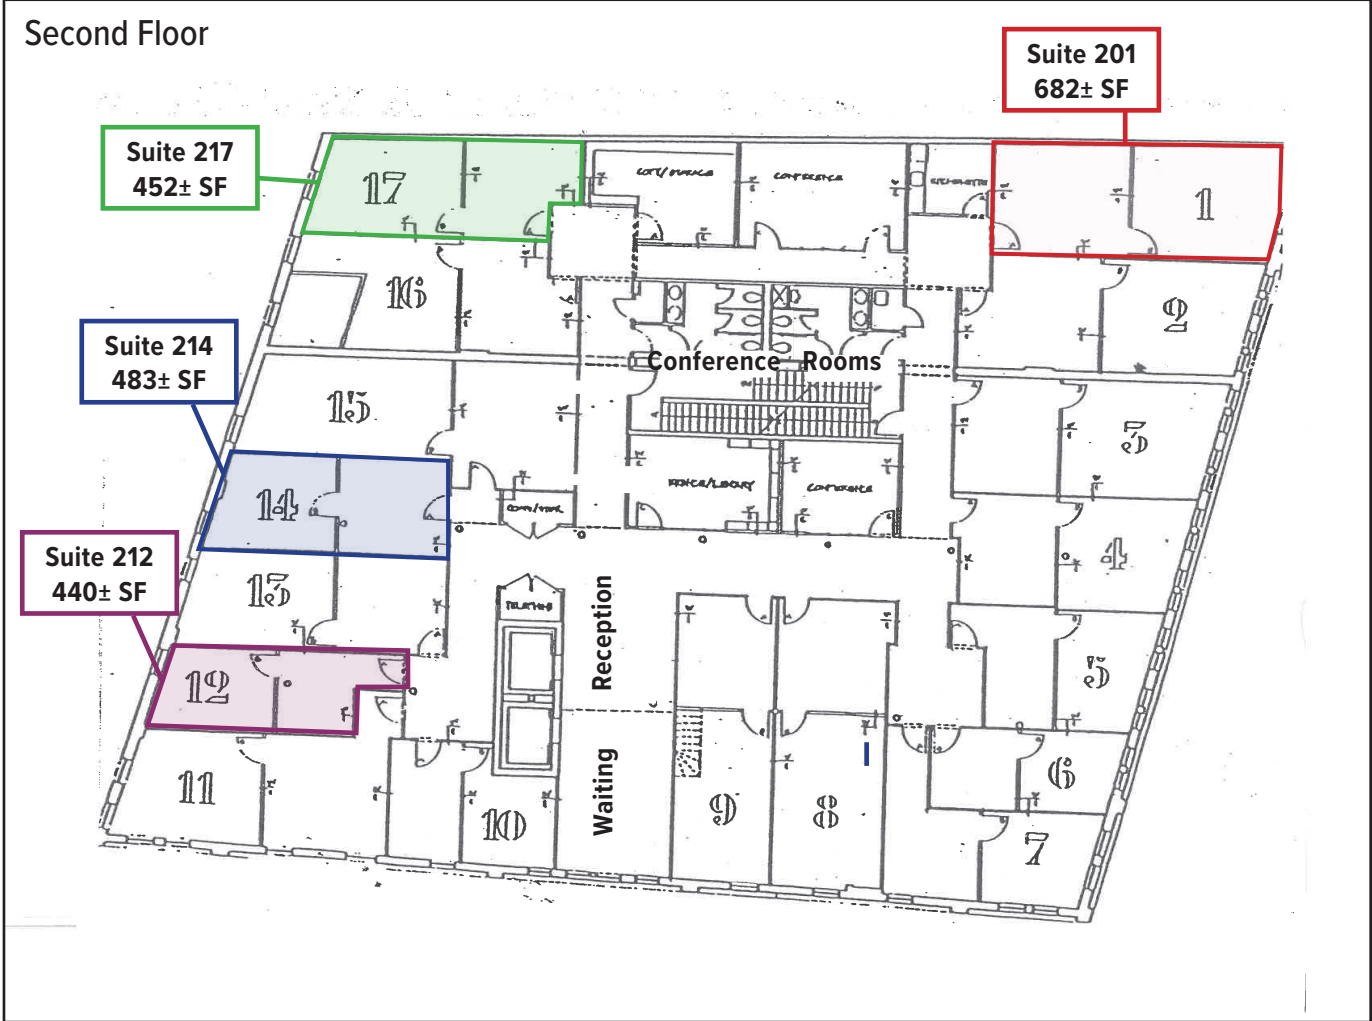 Second Floor
Suite 201
682± SF
Suite 217
452± SF
17
CONFERENCE
1
16
2
Suite 214
483± SF
Conference Rooms
15
3
14
CONFERENCE
Suite 212
440± SF
13
4
Reception
12
5
Waiting
11
10
9
8
6
7